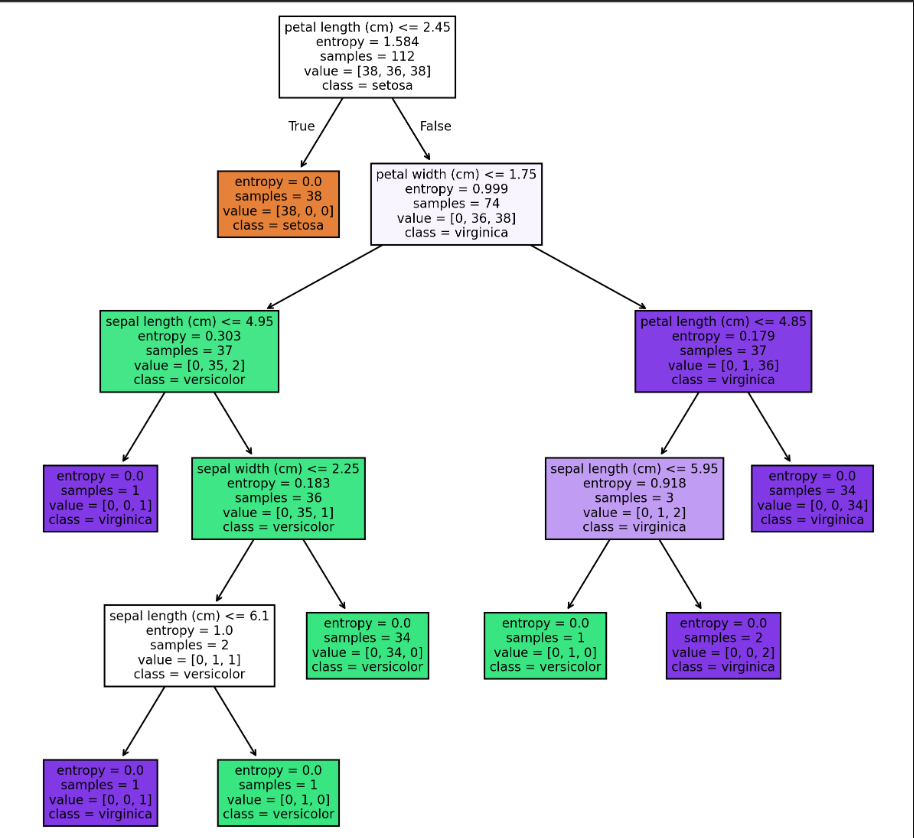 petal length (cm) <= 2.45
entropy = 1.584
samples = 112
value = [38, 36, 38]
class = setosa
True
False
entropy = 0.0
samples = 38
value = [38, 0, 0]
class = setosa
petal width (cm) <= 1.75
entropy = 0.999
samples = 74
value = [0, 36, 38]
class = virginica
sepal length (cm) <= 4.95
entropy = 0.303
samples = 37
value = [0, 35, 2]
class = versicolor
petal length (cm) <= 4.85
entropy = 0.179
samples = 37
value = [0, 1, 36]
class = virginica
entropy = 0.0
samples = 1
value = [0, 0, 1]
class = virginica
sepal width (cm) <= 2.25
entropy = 0.183
samples = 36
value = [0, 35, 1]
class = versicolor
sepal length (cm) <= 5.95
entropy = 0.918
samples = 3
value = [0, 1, 2]
class = virginica
entropy = 0.0
samples = 34
value = [0, 0, 34]
class = virginica
sepal length (cm) <= 6.1
entropy = 1.0
samples = 2
value = [0, 1, 1]
class = versicolor
entropy = 0.0
samples = 34
value = [0, 34, 0]
class = versicolor
entropy = 0.0
samples = 1
value = [0, 1, 0]
class = versicolor
entropy = 0.0
samples = 2
value = [0, 0, 2]
class = virginica
entropy = 0.0
samples = 1
value = [0, 0, 1]
class = virginica
entropy = 0.0
samples = 1
value = [0, 1, 0]
class = versicolor